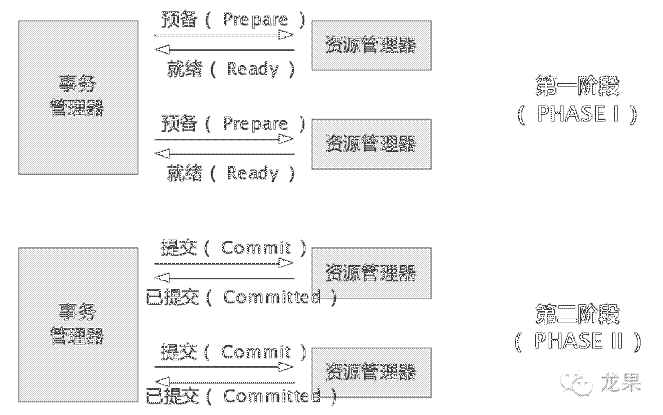 预备( Prepare )
资源管理器
就绪( Ready )
事务
管理器
第一阶段
( PHASE I )
预备( Prepare )
资源管理器
就绪( Ready )
提交( Commit )
资源管理器
已提交( Committed )
事务
管理器
第二阶段
( PHASE II )
提交( Commit )
资源管理器
已提交( Committed )
龙果